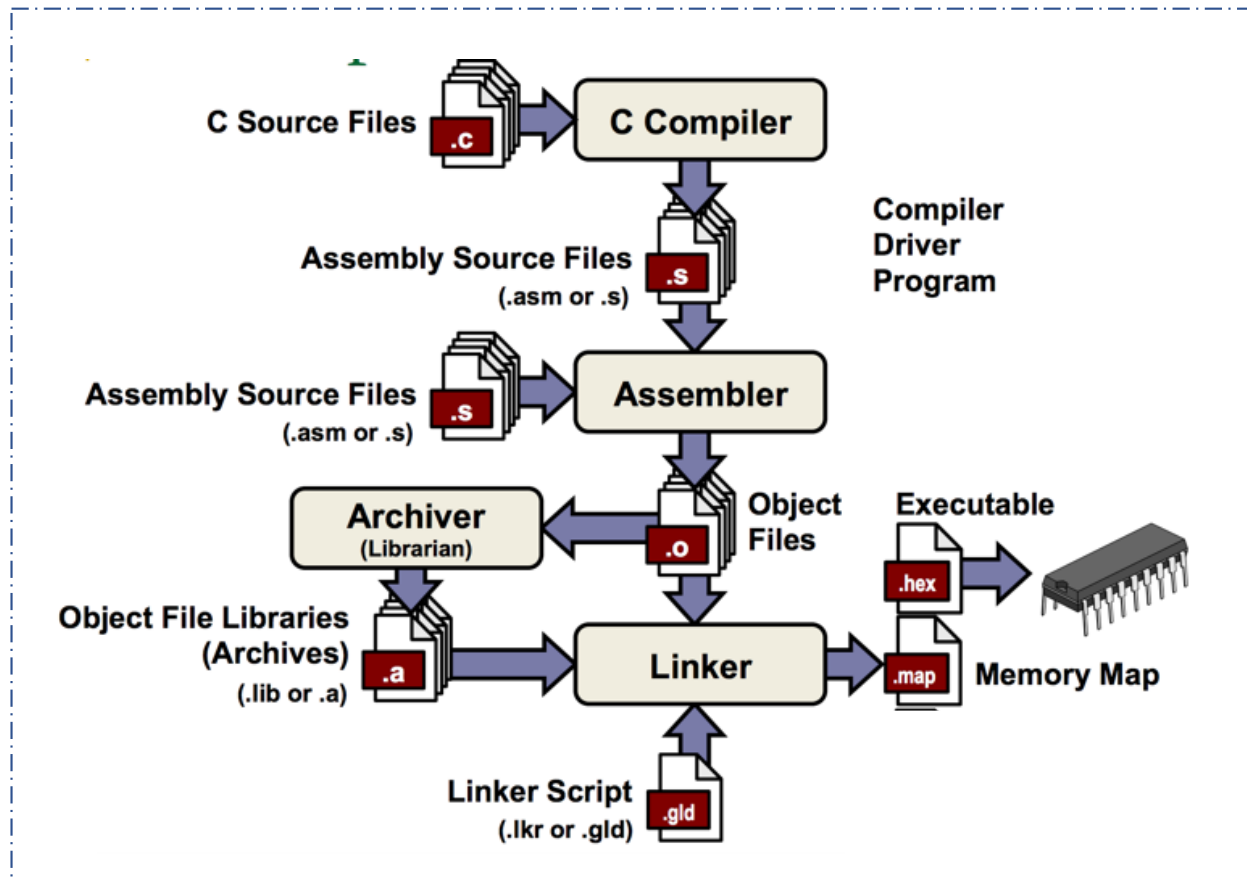 C Source Files
.c
C Compiler
Compiler
Driver
Program
Assembly Source Files
(.asm or .s)
.s
Assembly Source Files
(.asm or .s)
.s
Assembler
Archiver
(Librarian)
.o
Object
Files
Executable
.hex
Object File Libraries
(Archives)
(.lib or .a)
.a
Linker
.map
Memory Map
Linker Script
(.lkr or .gld)
.gld